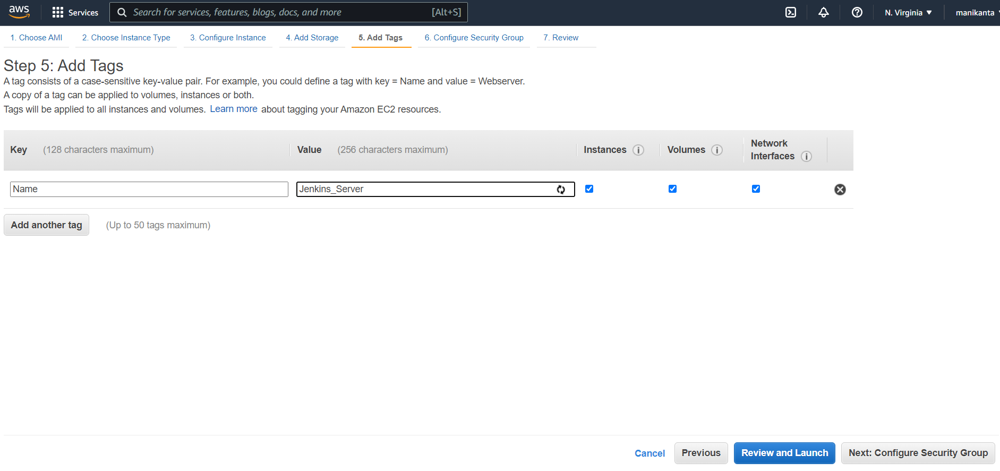 aws Services Search for services, features, blogs, docs, and more [Alt+S] N. Virginia manikanta
1. Choose AMI 2. Choose Instance Type 3. Configure Instance 4. Add Storage 5. Add Tags 6. Configure Security Group 7. Review
Step 5: Add Tags
A tag consists of a case-sensitive key-value pair. For example, you could define a tag with key = Name and value = Webserver.
A copy of a tag can be applied to volumes, instances or both.
Tags will be applied to all instances and volumes. Learn more about tagging your Amazon EC2 resources.
Key (128 characters maximum) Value (256 characters maximum) Instances i Volumes i Network
Interfaces i
Name Jenkins_Server
Add another tag (Up to 50 tags maximum)
Cancel Previous Review and Launch Next: Configure Security Group